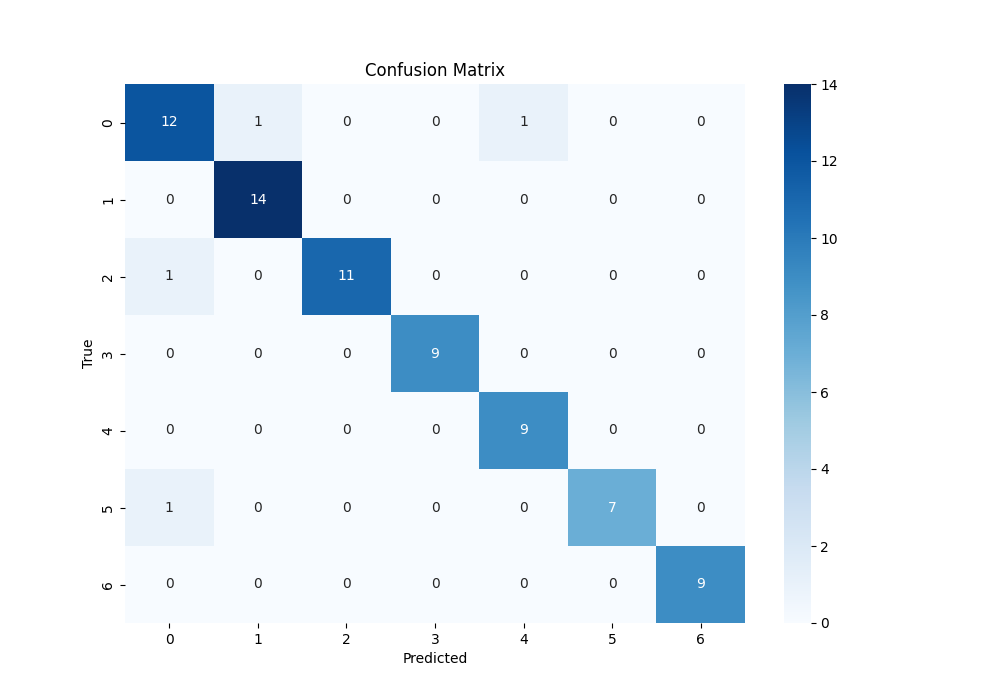 Confusion Matrix
0 12 1 0 0 1 0 0
1 0 14 0 0 0 0 0
2 1 0 11 0 0 0 0
3 0 0 0 9 0 0 0
4 0 0 0 0 9 0 0
5 1 0 0 0 0 7 0
6 0 0 0 0 0 0 9
True
0 1 2 3 4 5 6
Predicted
14
12
10
8
6
4
2
0